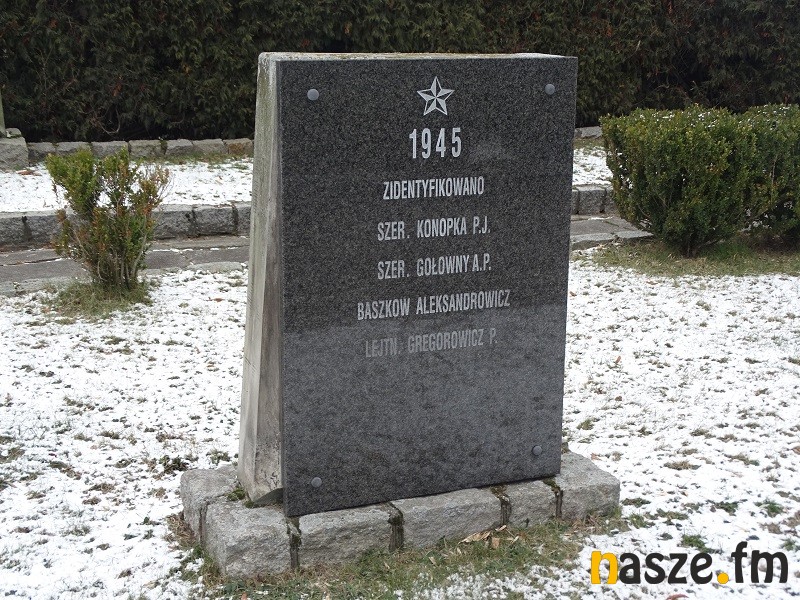 1945
ZIDENTYFIKOWANO
SZER. KONOPKA P.J.
SZER. GOŁOWNY A.P.
BASZKOW ALEKSANDROWICZ
LEJTN. GREGOROWICZ P.
nasze.fm